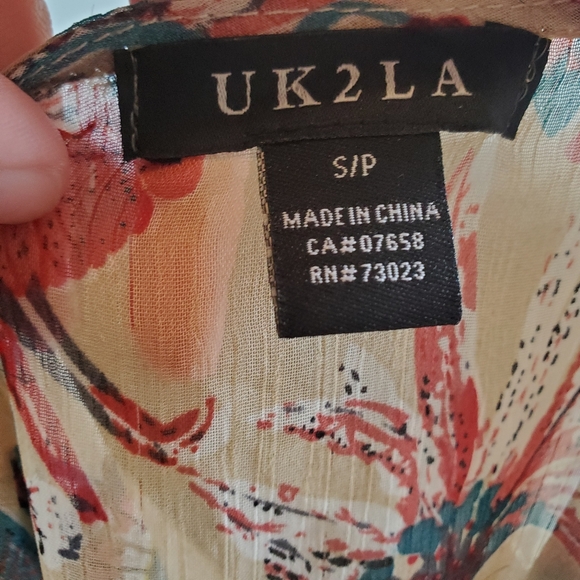 UK2LA
S/P
MADE IN CHINA
CA#07658
RN#73023